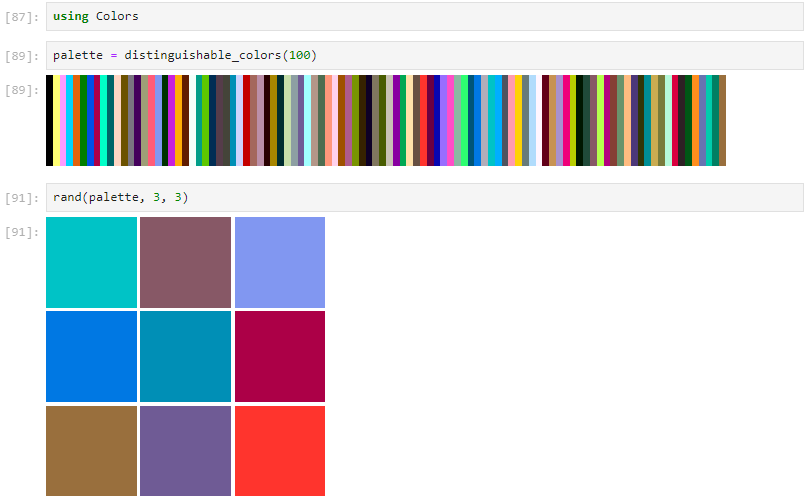 [87]: using Colors
[89]: palette = distinguishable_colors(100)
[89]:
[91]: rand(palette, 3, 3)
[91]: